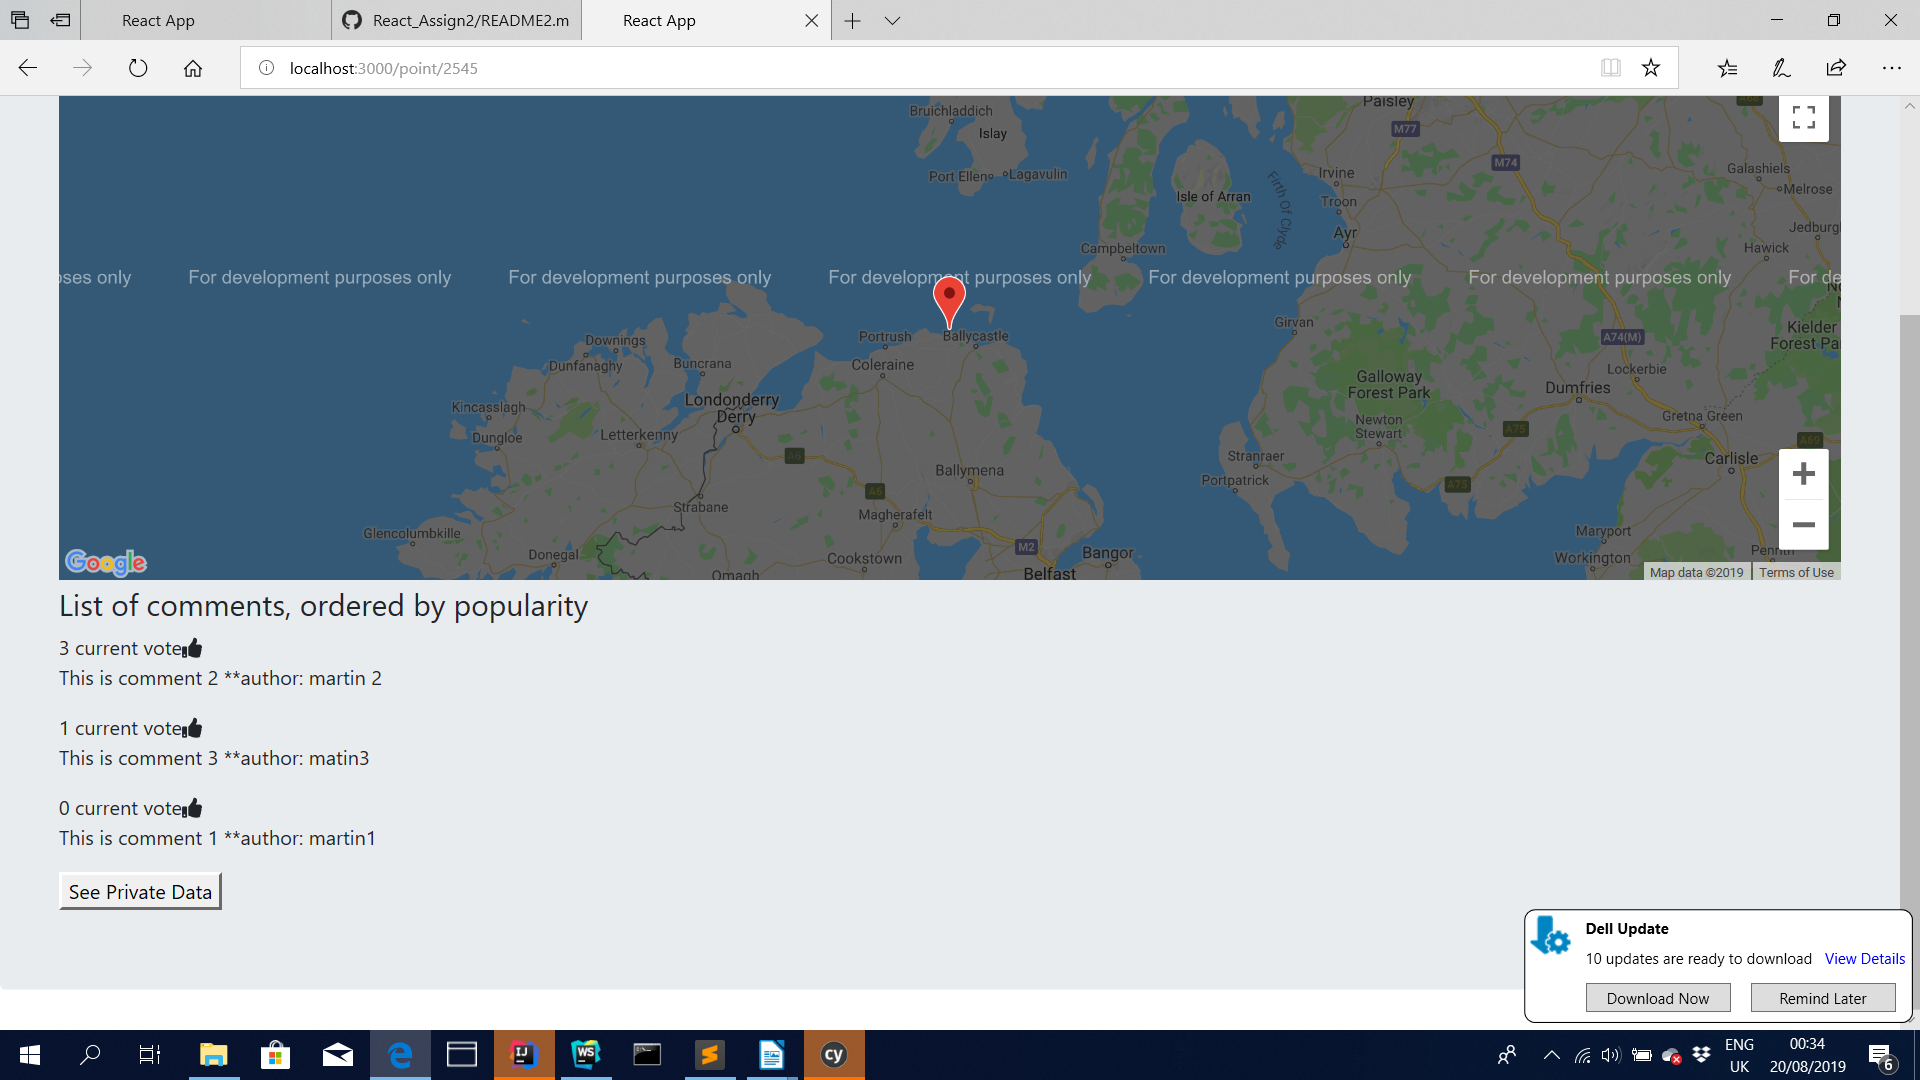 React App
React_Assign2/README2.m
React App
localhost:3000/point/2545
Bruichladdich
Islay
Port Ellen
Lagavulin
Paisley
M77
M74
Irvine
Troon
Ayr
Isle of Arran
Firth Of Clyde
Campbeltown
Galashiels
Melrose
Jedburgh
Hawick
oses only
For development purposes only
For development purposes only
For development purposes only
For development purposes only
For development purposes only
For de
Girvan
Kielder
Forest Pa
A74(M)
Lockerbie
Portrush
Ballycastle
Coleraine
Downings
Dunfanaghy
Buncrana
Londonderry
Derry
Kincasslagh
Dungloe
Letterkenny
A6
Galloway
Forest Park
Dumfries
Newton
Stewart
Gretna Green
A75
A69
Carlisle
Stranraer
Portpatrick
A75
Ballymena
A6
Magherafelt
Strabane
Glencolumbkille
Donegal
Cookstown
Omagh
M2
Bangor
Belfast
Maryport
Workington
Penrith
Google
Map data ©2019
Terms of Use
List of comments, ordered by popularity
3 current vote
This is comment 2 **author: martin 2
1 current vote
This is comment 3 **author: matin3
0 current vote
This is comment 1 **author: martin1
See Private Data
Dell Update
10 updates are ready to download View Details
Download Now
Remind Later
IJ
WS
cy
ENG
UK
00:34
20/08/2019
6